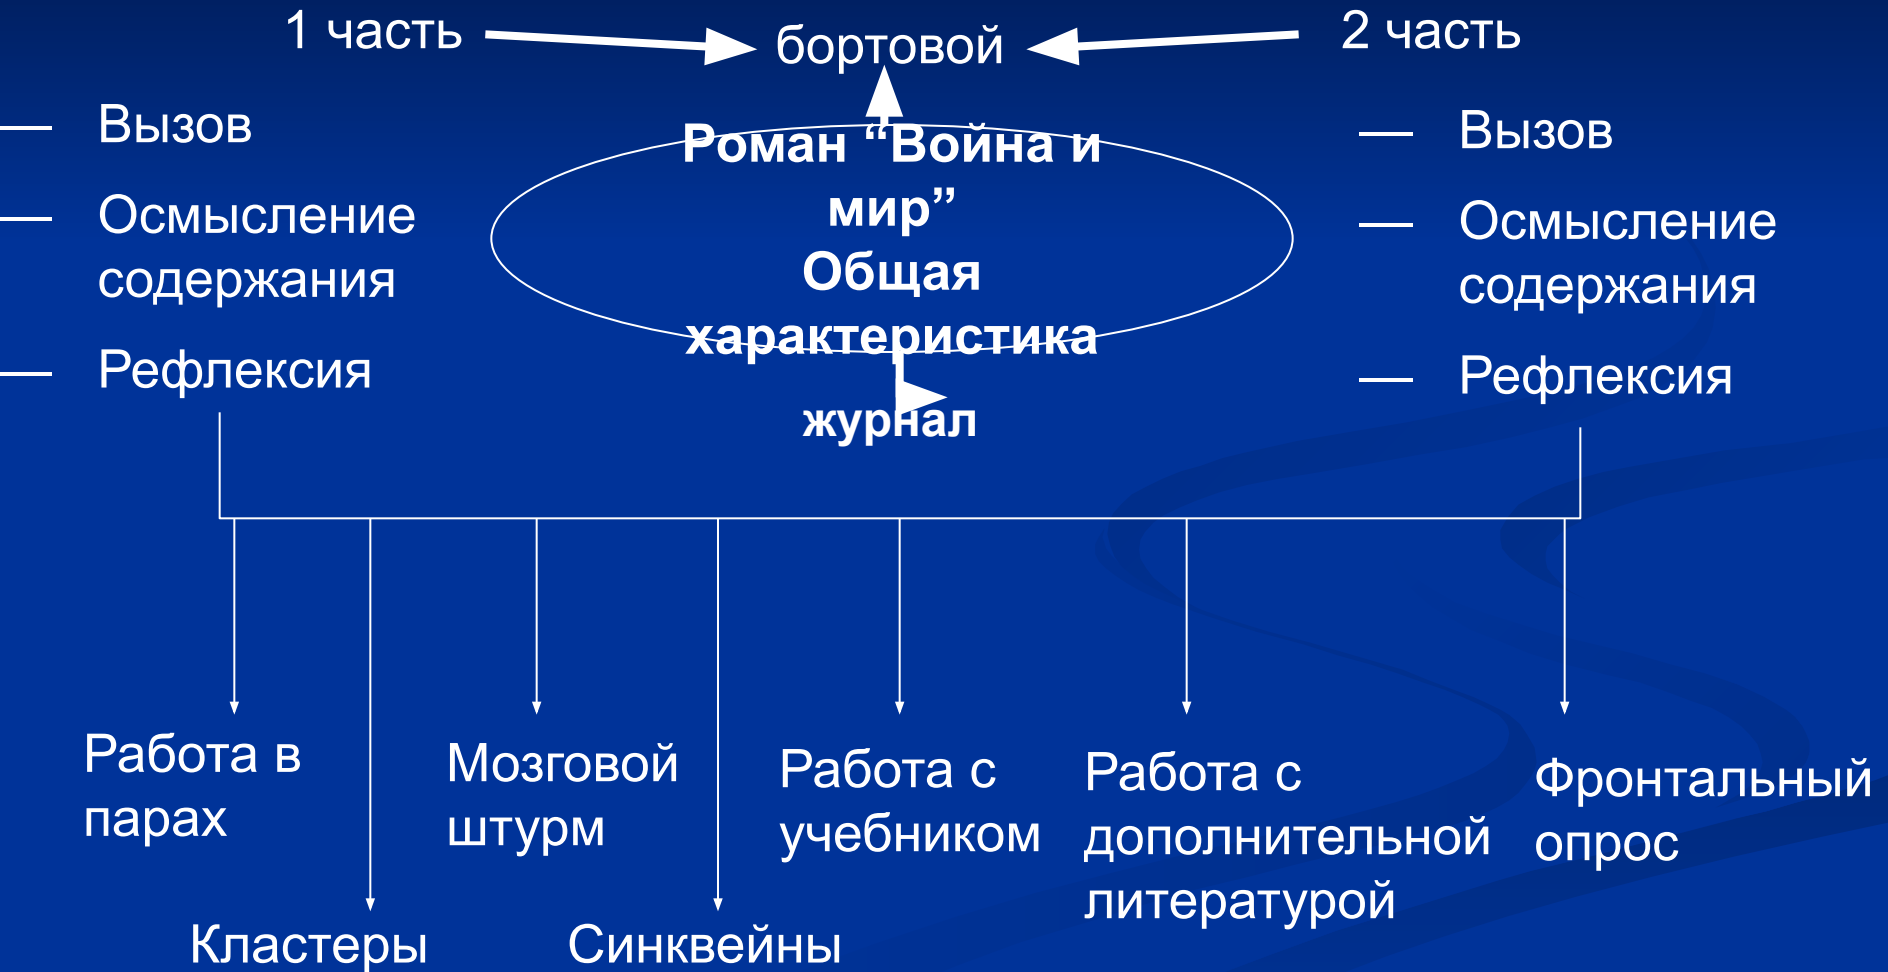 1 часть
бортовой
2 часть
— Вызов
— Осмысление
содержания
— Рефлексия
Роман “Война и
мир”
Общая
характеристика
журнал
— Вызов
— Осмысление
содержания
— Рефлексия
Работа в
парах
Кластеры
Мозговой
штурм
Синквейны
Работа с
учебником
Работа с
дополнительной
литературой
Фронтальный
опрос